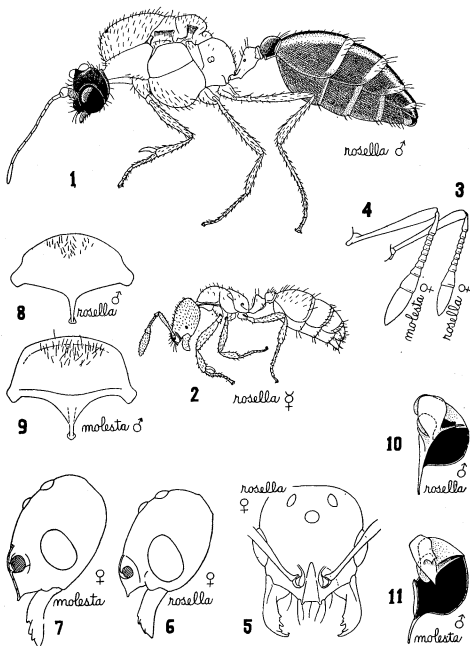 rosella ♂
1
3
4
molesta ♀
rosella ♀
8
rosella ♂
2
rosella ☿
9
molesta ♂
10
rosella ♂
rosella
♀
♀
molesta
7
♀
rosella
6
5
11
molesta ♂